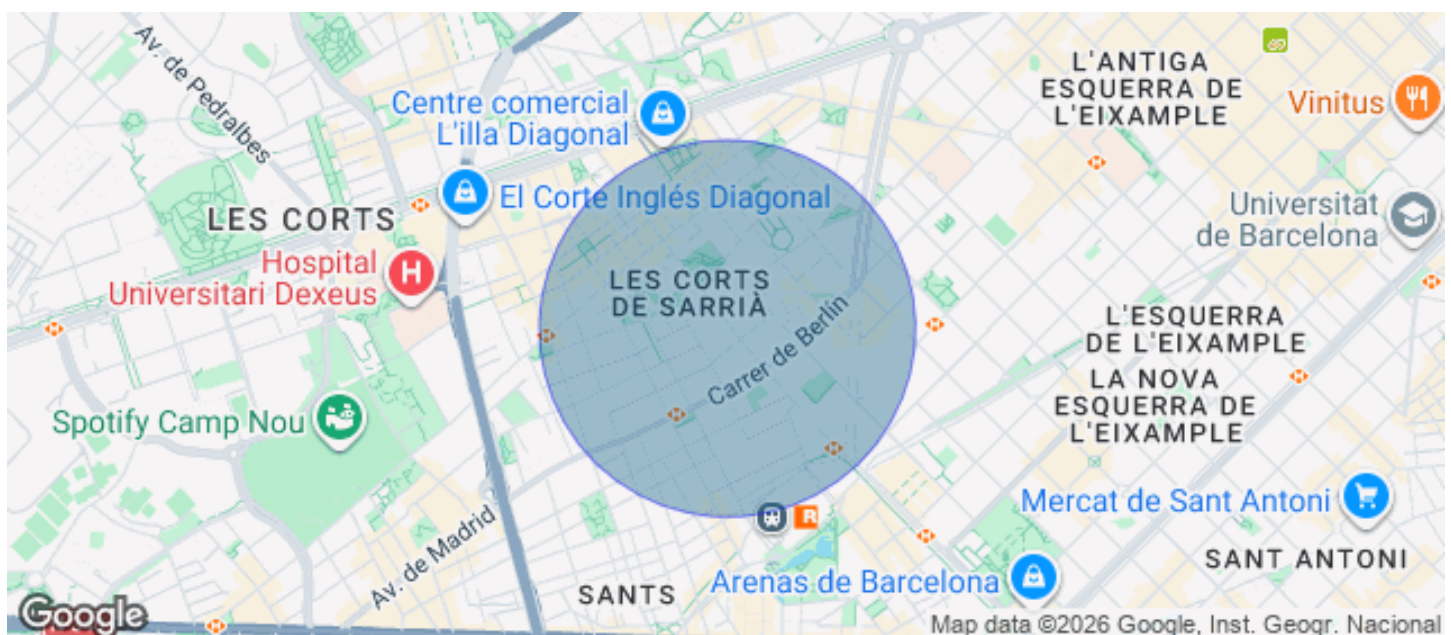 Av. de Pedralbes
Centre comercial
L'illa Diagonal
L'ANTIGA
ESQUERRA DE
L'EIXAMPLE
Vinitus
El Corte Inglés Diagonal
LES CORTS
Universitat
de Barcelona
Hospital
Universitari Dexeus
H
LES CORTS
DE SARRIÀ
Carrer de Berlín
L'ESQUERRA
DE L'EIXAMPLE
LA NOVA
ESQUERRA DE
L'EIXAMPLE
Spotify Camp Nou
Av. de Madrid
R
Mercat de Sant Antoni
SANT ANTONI
Arenas de Barcelona
SANTS
Google
Map data ©2026 Google, Inst. Geogr. Nacional